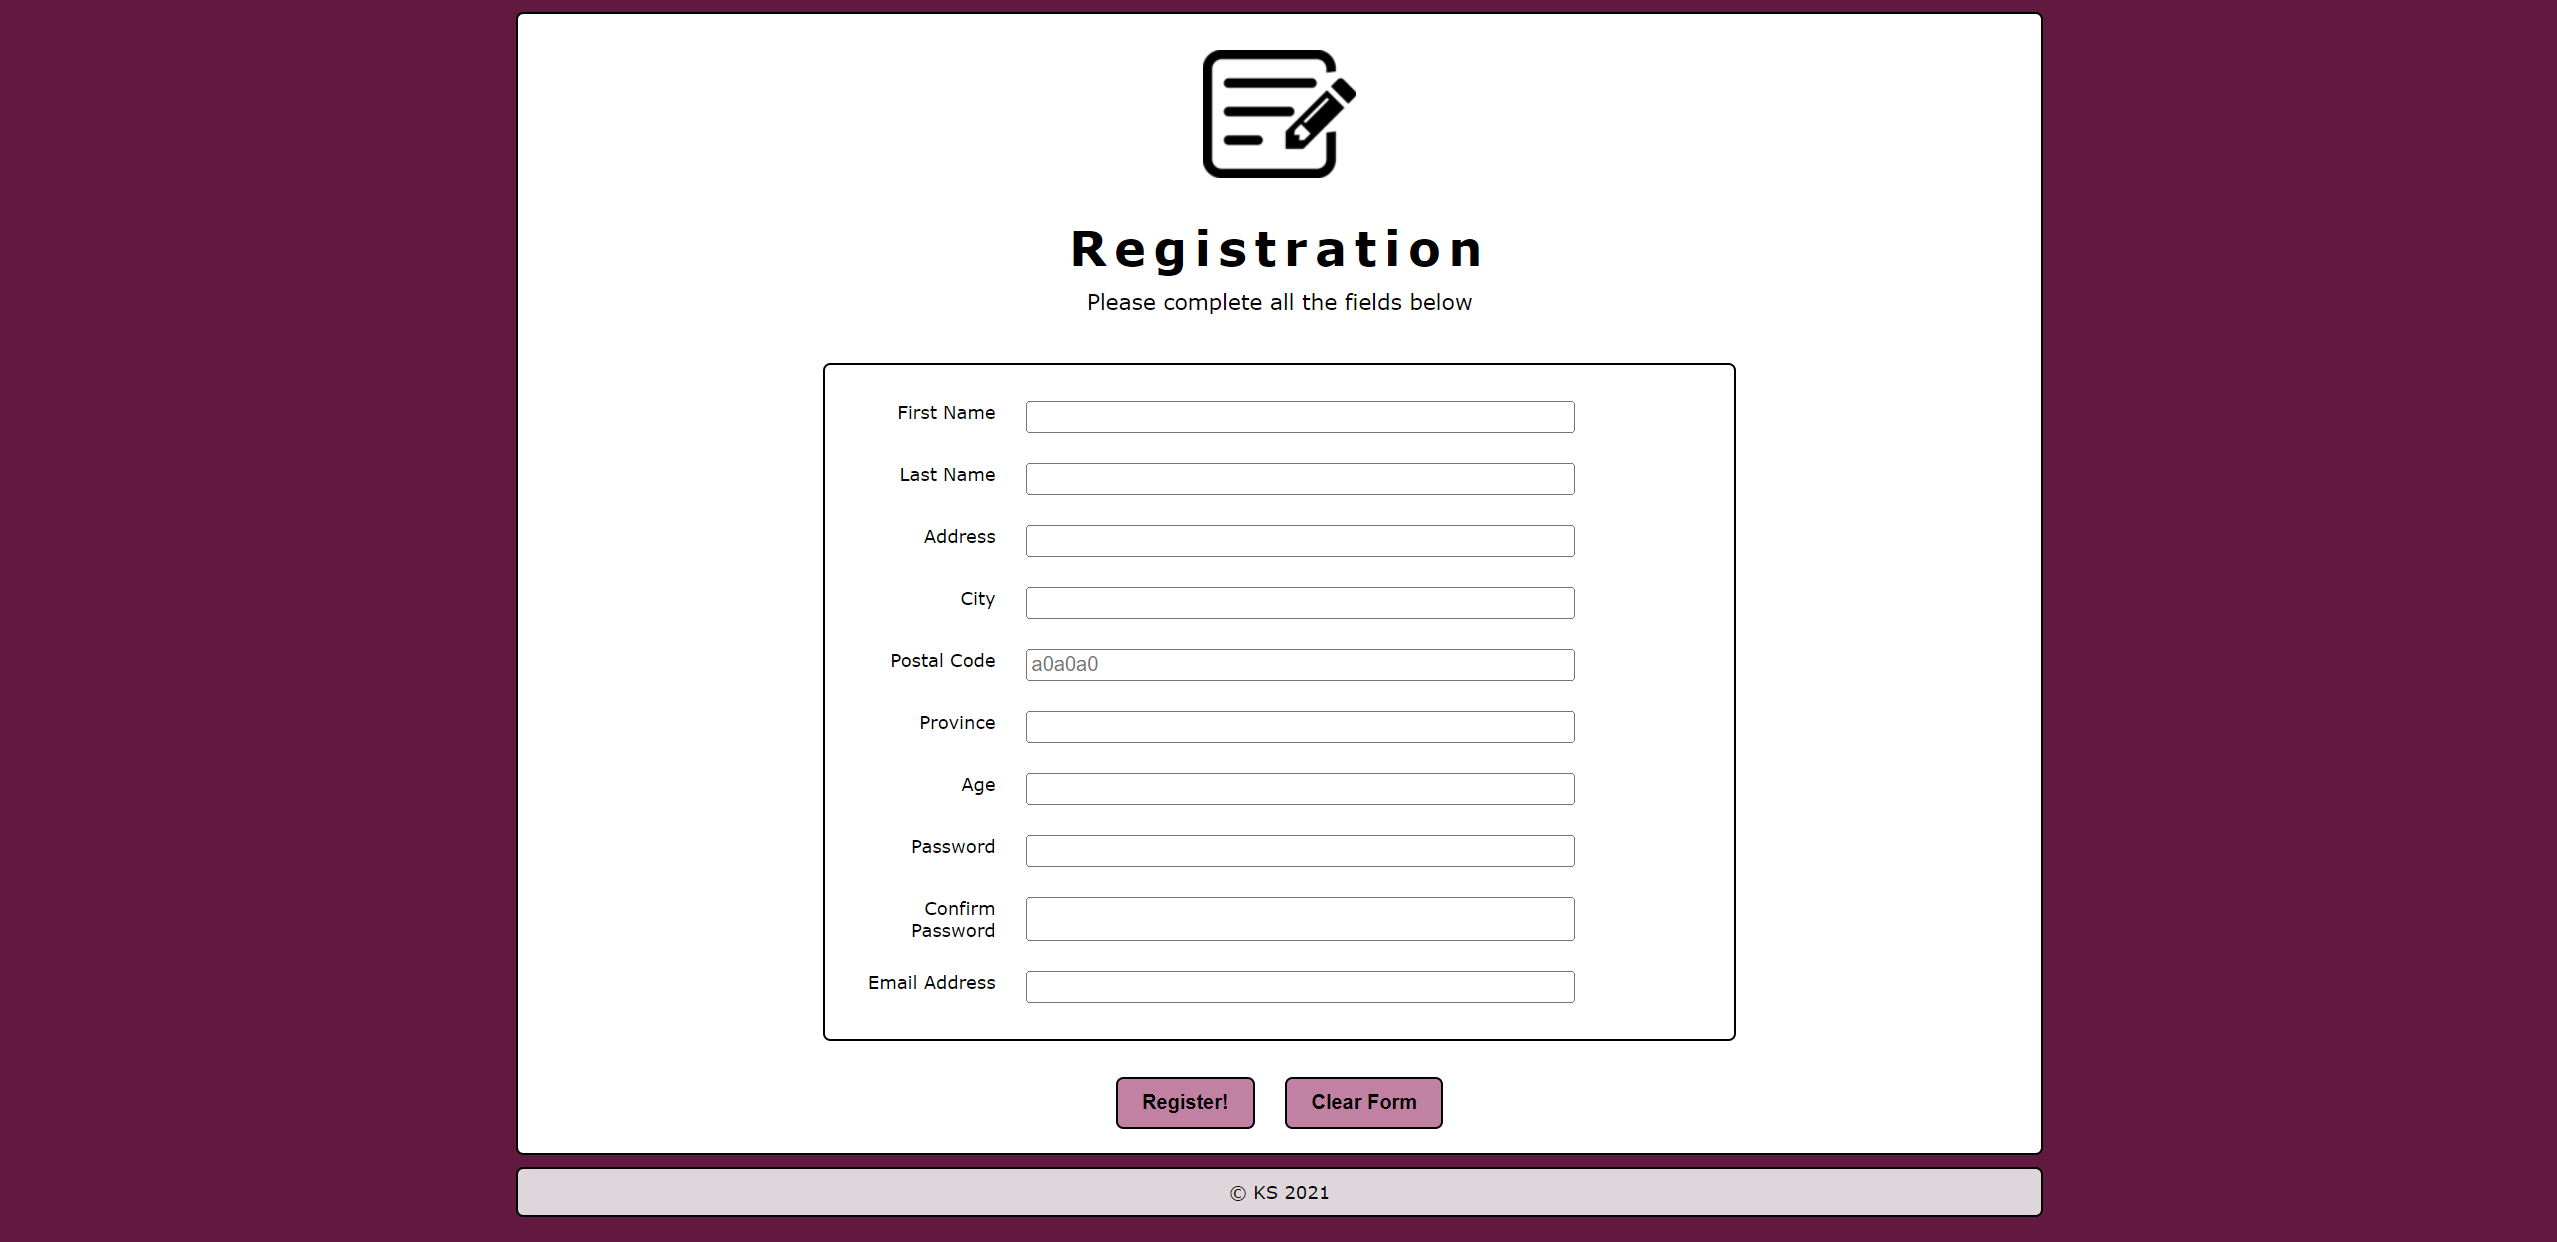 Registration
Please complete all the fields below
First Name
Last Name
Address
City
Postal Code
a0a0a0
Province
Age
Password
Confirm
Password
Email Address
Register!
Clear Form
© KS 2021